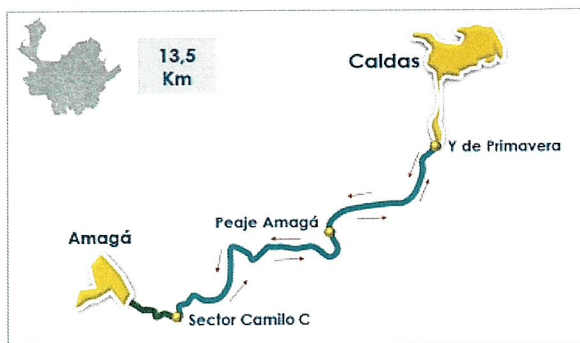 13,5
Km
Caldas
Y de Primavera
Peaje Amagá
Amagá
Sector Camilo C